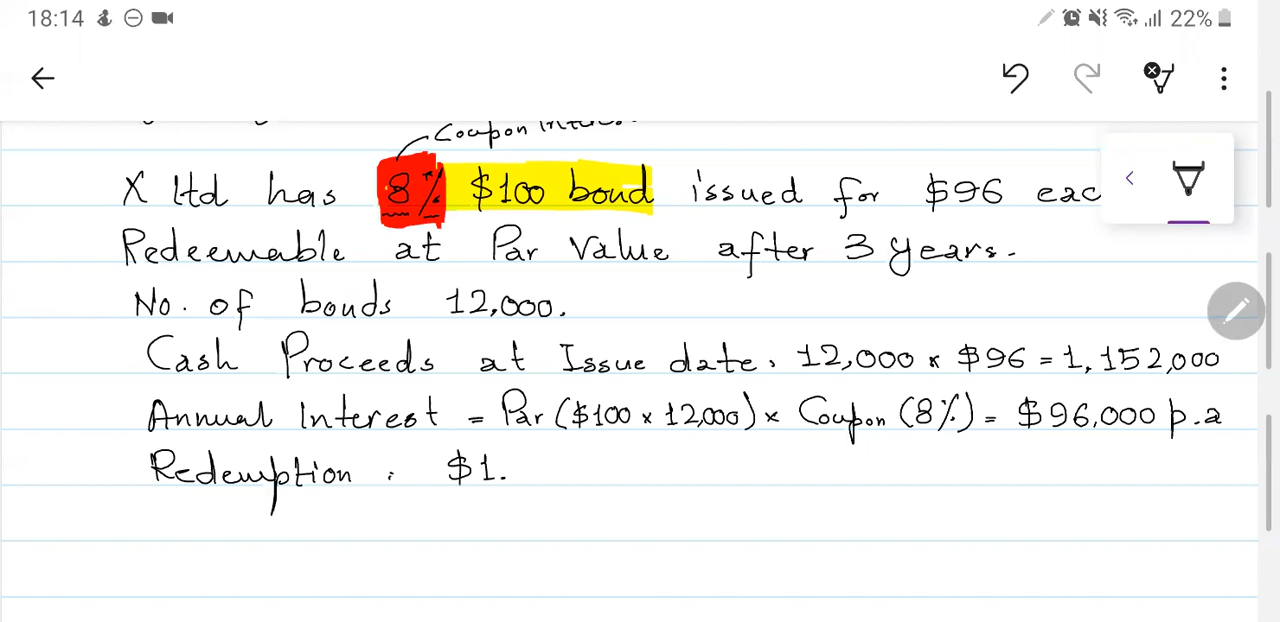 18:14 22%
Coupon
X Ltd has 8% $100 bond issued for $96 eac
Redeemable at Par Value after 3 years.
No. of bonds 12,000.
Cash Proceeds at Issue date, 12,000 x $96 = 1,152,000
Annual Interest = Par ($100 x 12,000) x Coupon (8%) = $96,000 p.a
Redemption : $1.